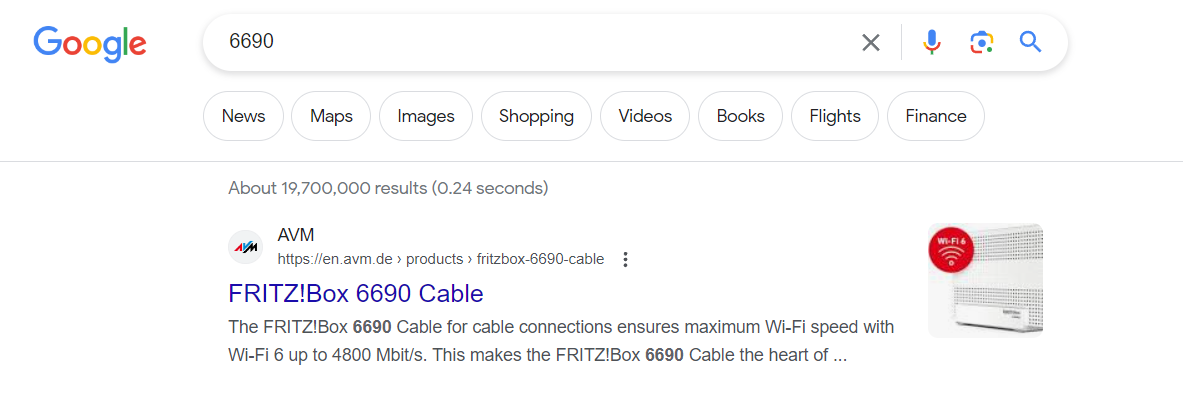 Google
6690
News Maps Images Shopping Videos Books Flights Finance
About 19,700,000 results (0.24 seconds)
AVM
AVM
https://en.avm.de › products › fritzbox-6690-cable
Wi-Fi 6
FRITZ!Box 6690 Cable
The FRITZ!Box 6690 Cable for cable connections ensures maximum Wi-Fi speed with
Wi-Fi 6 up to 4800 Mbit/s. This makes the FRITZ!Box 6690 Cable the heart of ...